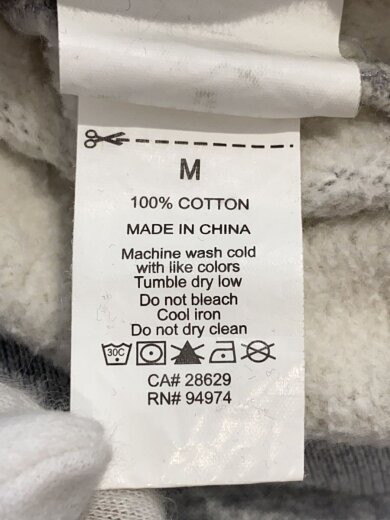 M
100% COTTON
MADE IN CHINA
Machine wash cold
with like colors
Tumble dry low
Do not bleach
Cool iron
Do not dry clean
30C
CA# 28629
RN# 94974